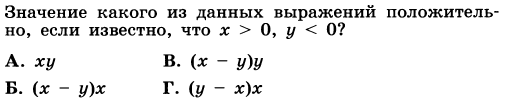 Значение какого из данных выражений положитель-
но, если известно, что x > 0, y < 0?
А. xy В. (x − y)y
Б. (x − y)x Г. (y − x)x